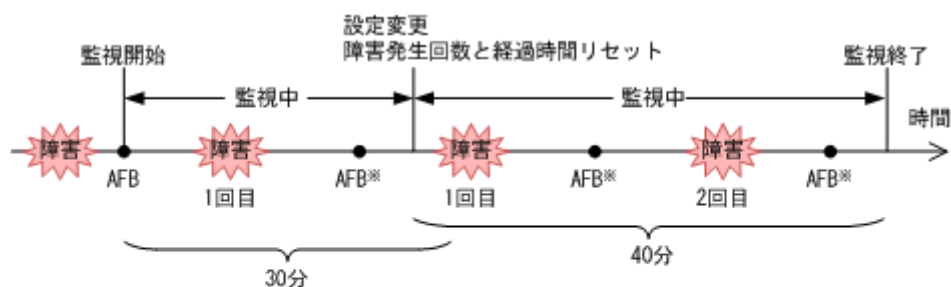 設定変更
障害発生回数と経過時間リセット
監視開始
監視終了
監視中
監視中
時間
障害
障害
障害
障害
AFB
1回目
AFB※
1回目
AFB※
2回目
AFB※
30分
40分